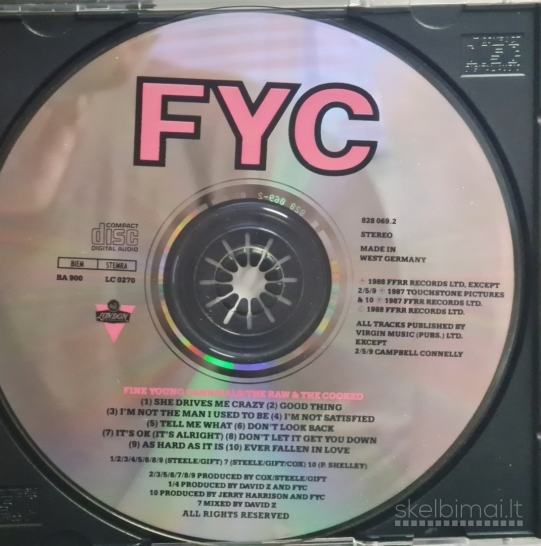 FYC
COMPACT
disc
DIGITAL AUDIO
BIEM STEMRA
BA 900 LC 0270
LONDON
828 069.2
STEREO
MADE IN
WEST GERMANY
℗ 1988 FFRR RECORDS LTD, EXCEPT
2/5/9 ℗ 1987 TOUCHSTONE PICTURES
& 10 ℗ 1987 FFRR RECORDS LTD.
© 1988 FFRR RECORDS LTD.
ALL TRACKS PUBLISHED BY
VIRGIN MUSIC (PUBS.) LTD.
EXCEPT
2/5/9 CAMPBELL CONNELLY
FINE YOUNG CANNIBALS/THE RAW & THE COOKED
(1) SHE DRIVES ME CRAZY (2) GOOD THING
(3) I'M NOT THE MAN I USED TO BE (4) I'M NOT SATISFIED
(5) TELL ME WHAT (6) DON'T LOOK BACK
(7) IT'S OK (IT'S ALRIGHT) (8) DON'T LET IT GET YOU DOWN
(9) AS HARD AS IT IS (10) EVER FALLEN IN LOVE
1/2/3/4/5/6/8/9 (STEELE/GIFT) 7 (STEELE/GIFT/COX) 10 (P. SHELLEY)
2/3/5/6/7/8/9 PRODUCED BY COX/STEELE/GIFT
1/4 PRODUCED BY DAVID Z AND FYC
10 PRODUCED BY JERRY HARRISON AND FYC
7 MIXED BY DAVID Z
ALL RIGHTS RESERVED
skelbimai.lt